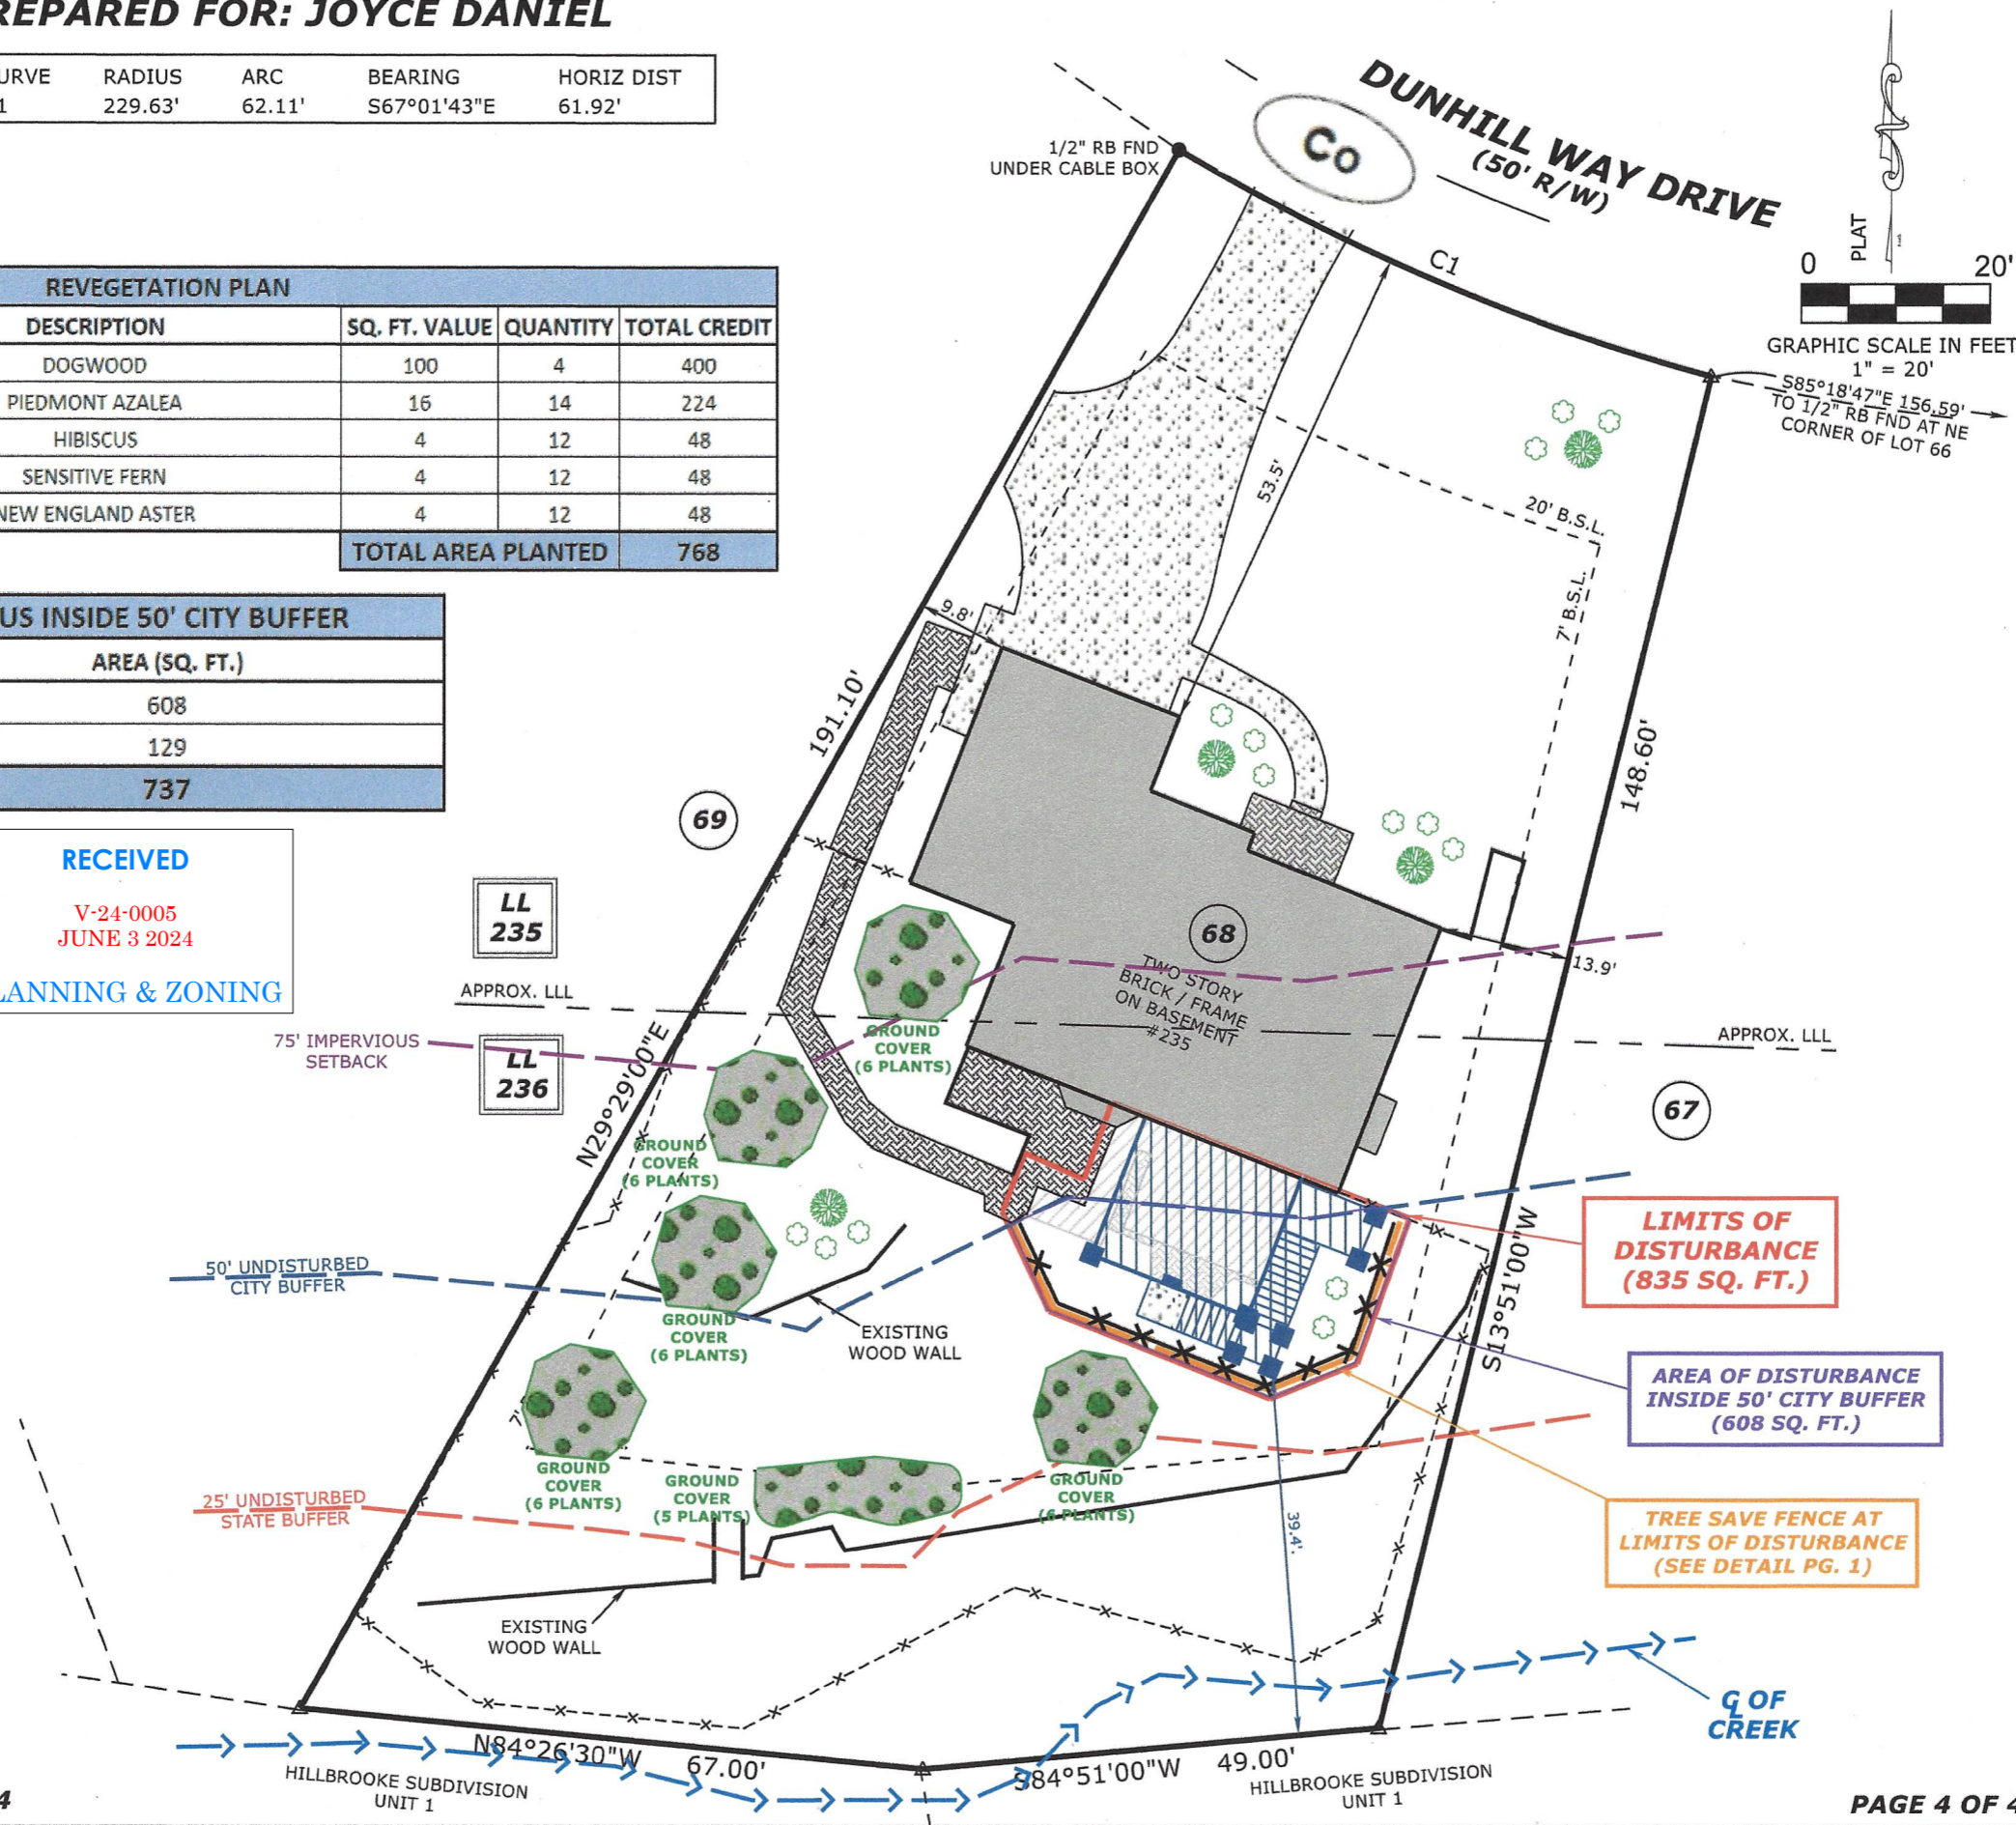 REPARED FOR: JOYCE DANIEL
URVE RADIUS ARC BEARING HORIZ DIST
1 229.63' 62.11' S67°01'43"E 61.92'
REVEGETATION PLAN
DESCRIPTION SQ. FT. VALUE QUANTITY TOTAL CREDIT
DOGWOOD 100 4 400
PIEDMONT AZALEA 16 14 224
HIBISCUS 4 12 48
SENSITIVE FERN 4 12 48
NEW ENGLAND ASTER 4 12 48
TOTAL AREA PLANTED 768
US INSIDE 50' CITY BUFFER
AREA (SQ. FT.)
608
129
737
RECEIVED
V-24-0005
JUNE 3 2024
LANNING & ZONING
1/2" RB FND
UNDER CABLE BOX
Co
DUNHILL WAY DRIVE
(50' R/W)
C1
PLAT
0 20'
GRAPHIC SCALE IN FEET
1" = 20'
S85°18'47"E 156.59'
TO 1/2" RB FND AT NE
CORNER OF LOT 66
53.5'
20' B.S.L.
7' B.S.L.
9.8'
191.10'
148.60'
69
LL
235
APPROX. LLL
75' IMPERVIOUS
SETBACK
LL
236
N29°29'00"E
68
TWO STORY
BRICK / FRAME
ON BASEMENT
#235
13.9'
APPROX. LLL
67
GROUND
COVER
(6 PLANTS)
GROUND
COVER
(6 PLANTS)
50' UNDISTURBED
CITY BUFFER
GROUND
COVER
(6 PLANTS)
EXISTING
WOOD WALL
LIMITS OF
DISTURBANCE
(835 SQ. FT.)
S13°51'00"W
AREA OF DISTURBANCE
INSIDE 50' CITY BUFFER
(608 SQ. FT.)
7'
GROUND
COVER
(6 PLANTS)
GROUND
COVER
(5 PLANTS)
GROUND
COVER
(6 PLANTS)
25' UNDISTURBED
STATE BUFFER
39.4'
TREE SAVE FENCE AT
LIMITS OF DISTURBANCE
(SEE DETAIL PG. 1)
EXISTING
WOOD WALL
CL OF
CREEK
N84°26'30"W 67.00'
S84°51'00"W 49.00'
HILLBROOKE SUBDIVISION
UNIT 1
HILLBROOKE SUBDIVISION
UNIT 1
4
PAGE 4 OF 4